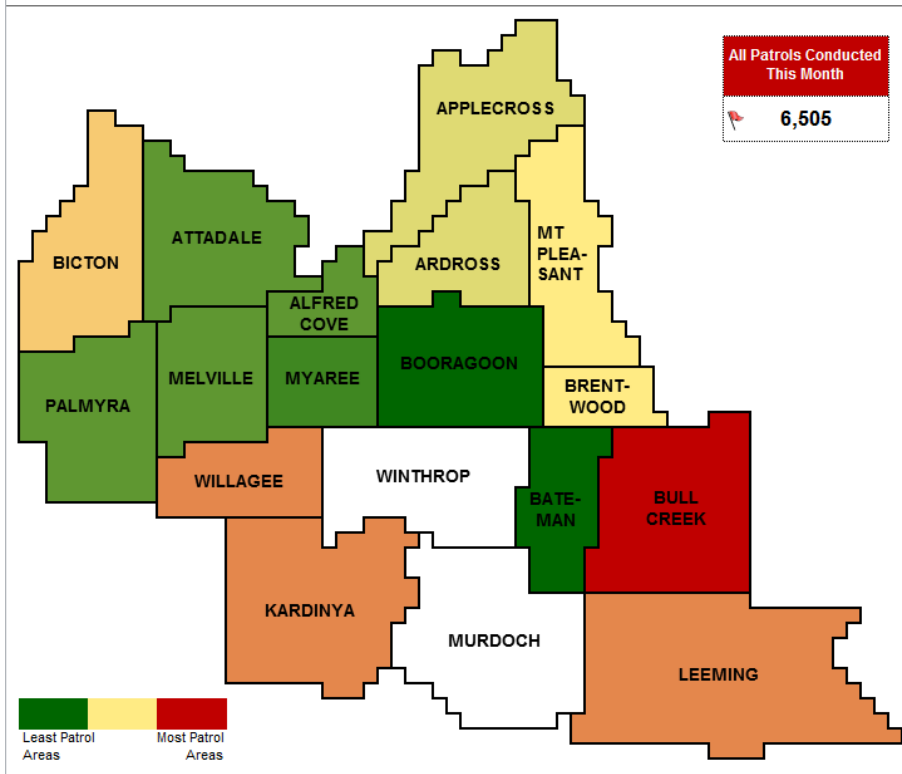 All Patrols Conducted
This Month
6,505
APPLECROSS
ATTADALE
MT
PLEA-
SANT
BICTON
ARDROSS
ALFRED
COVE
BOORAGOON
MELVILLE
MYAREE
BRENT-
WOOD
PALMYRA
WILLAGEE
WINTHROP
BATE-
MAN
BULL
CREEK
KARDINYA
MURDOCH
LEEMING
Least Patrol
Areas
Most Patrol
Areas